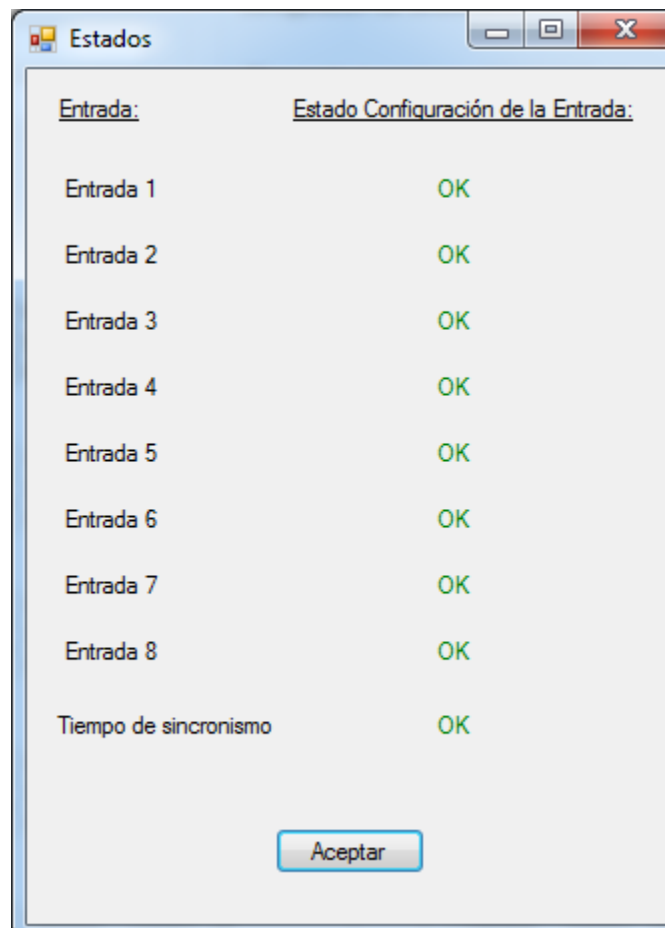 Estados
Entrada: Estado Configuración de la Entrada:
Entrada 1 OK
Entrada 2 OK
Entrada 3 OK
Entrada 4 OK
Entrada 5 OK
Entrada 6 OK
Entrada 7 OK
Entrada 8 OK
Tiempo de sincronismo OK
Aceptar